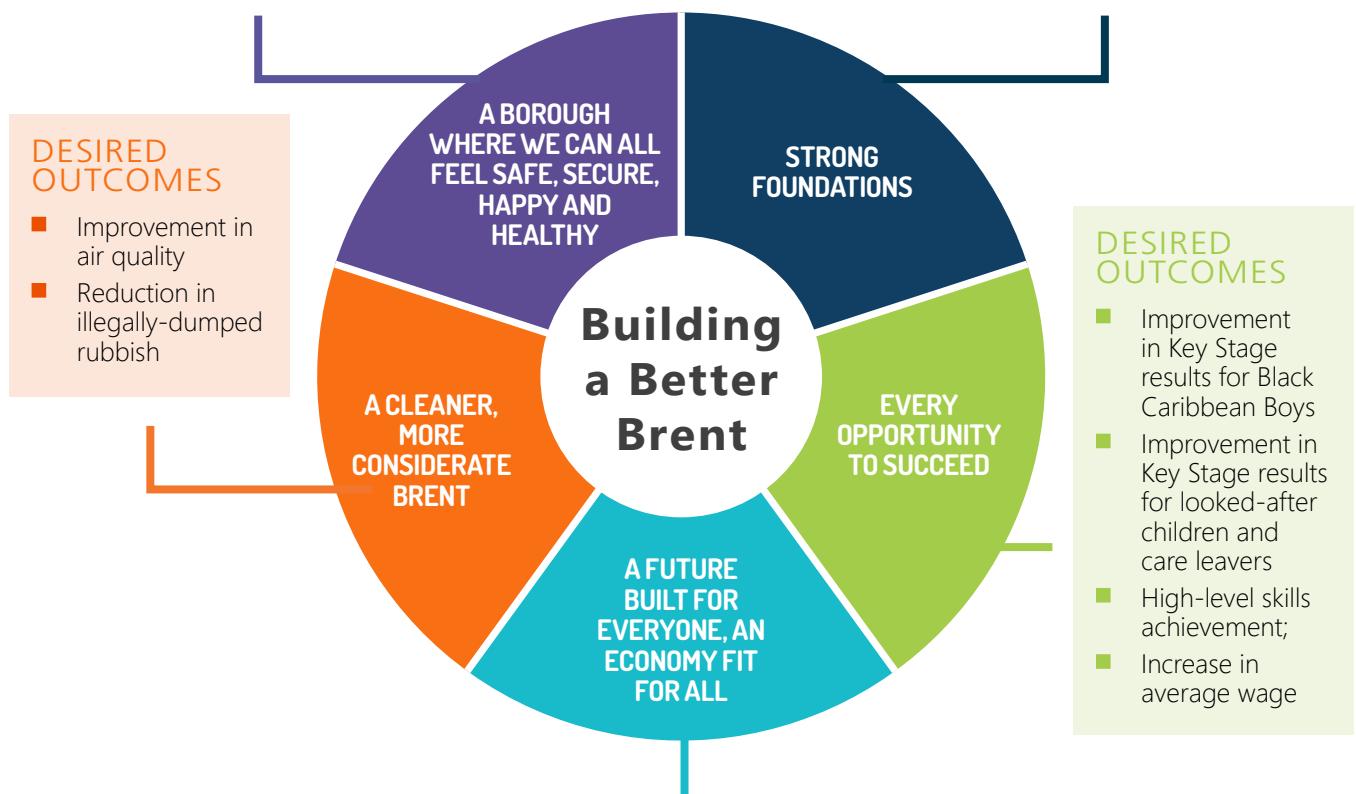 A BOROUGH
WHERE WE CAN ALL
FEEL SAFE, SECURE,
HAPPY AND
HEALTHY
STRONG
FOUNDATIONS
DESIRED
OUTCOMES
Improvement in
air quality
Reduction in
illegally-dumped
rubbish
Building
a Better
Brent
A CLEANER,
MORE
CONSIDERATE
BRENT
EVERY
OPPORTUNITY
TO SUCCEED
A FUTURE
BUILT FOR
EVERYONE, AN
ECONOMY FIT
FOR ALL
DESIRED
OUTCOMES
Improvement
in Key Stage
results for Black
Caribbean Boys
Improvement in
Key Stage results
for looked-after
children and
care leavers
High-level skills
achievement;
Increase in
average wage